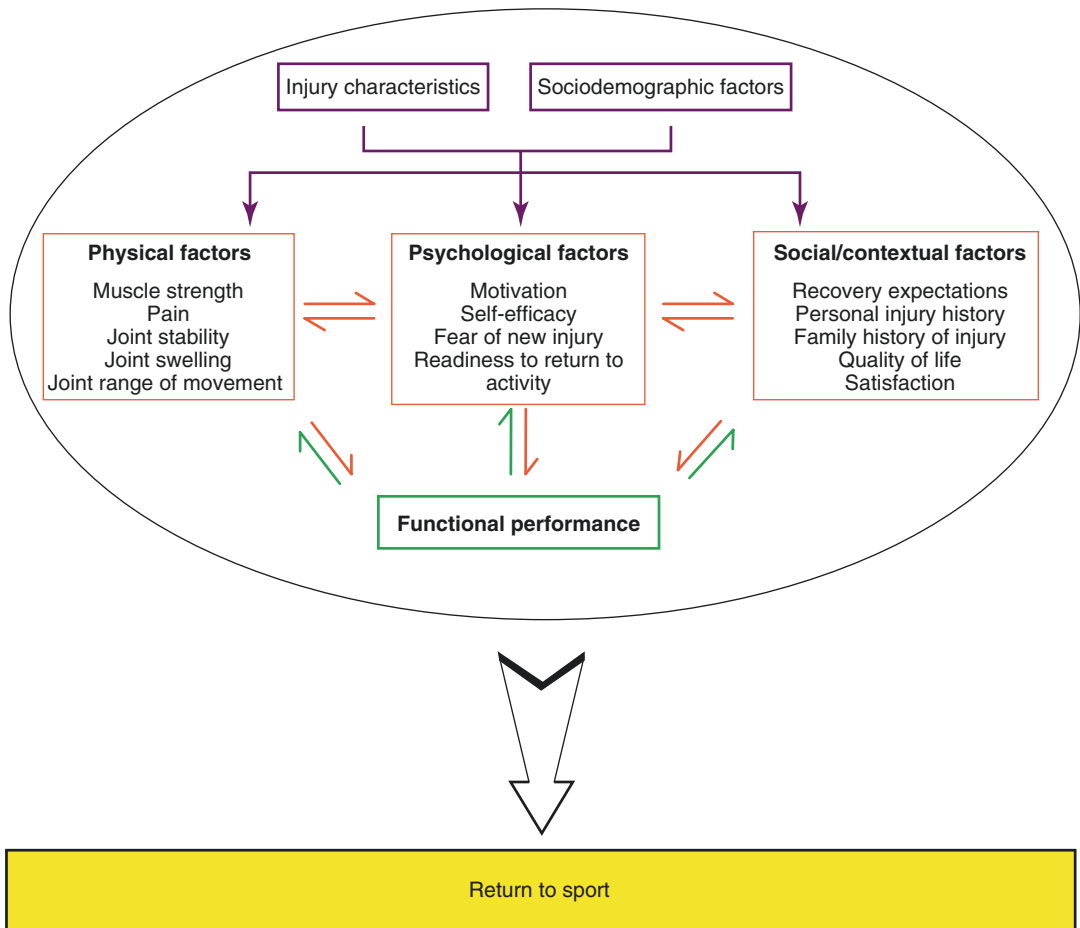 Injury characteristics
Sociodemographic factors
Physical factors
Muscle strength
Pain
Joint stability
Joint swelling
Joint range of movement
Psychological factors
Motivation
Self-efficacy
Fear of new injury
Readiness to return to
activity
Social/contextual factors
Recovery expectations
Personal injury history
Family history of injury
Quality of life
Satisfaction
Functional performance
Return to sport